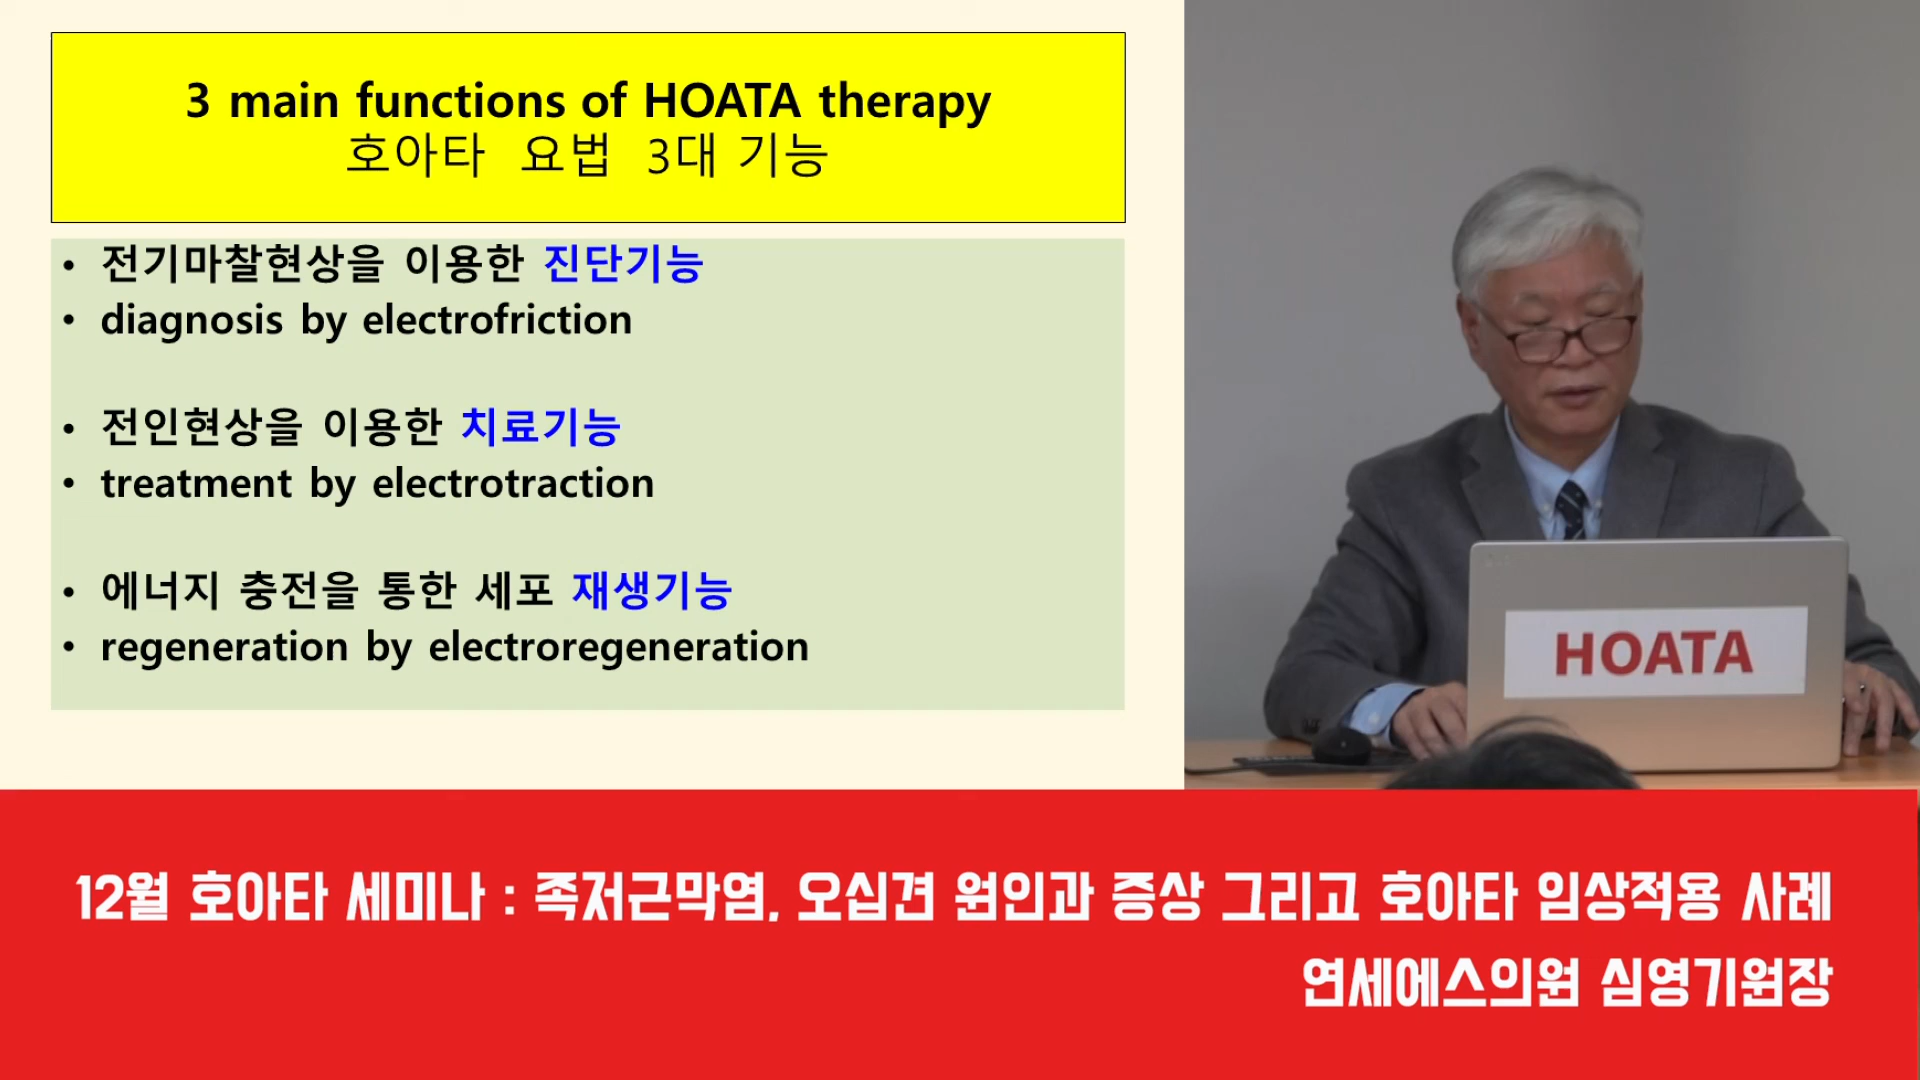 3 main functions of HOATA therapy
호아타 요법 3대 기능
• 전기마찰현상을 이용한 진단기능
• diagnosis by electrofriction
• 전인현상을 이용한 치료기능
• treatment by electrotraction
• 에너지 충전을 통한 세포 재생기능
• regeneration by electroregeneration
HOATA
12월 호아타 세미나 : 족저근막염, 오십견 원인과 증상 그리고 호아타 임상적용 사례
연세에스의원 심영기원장